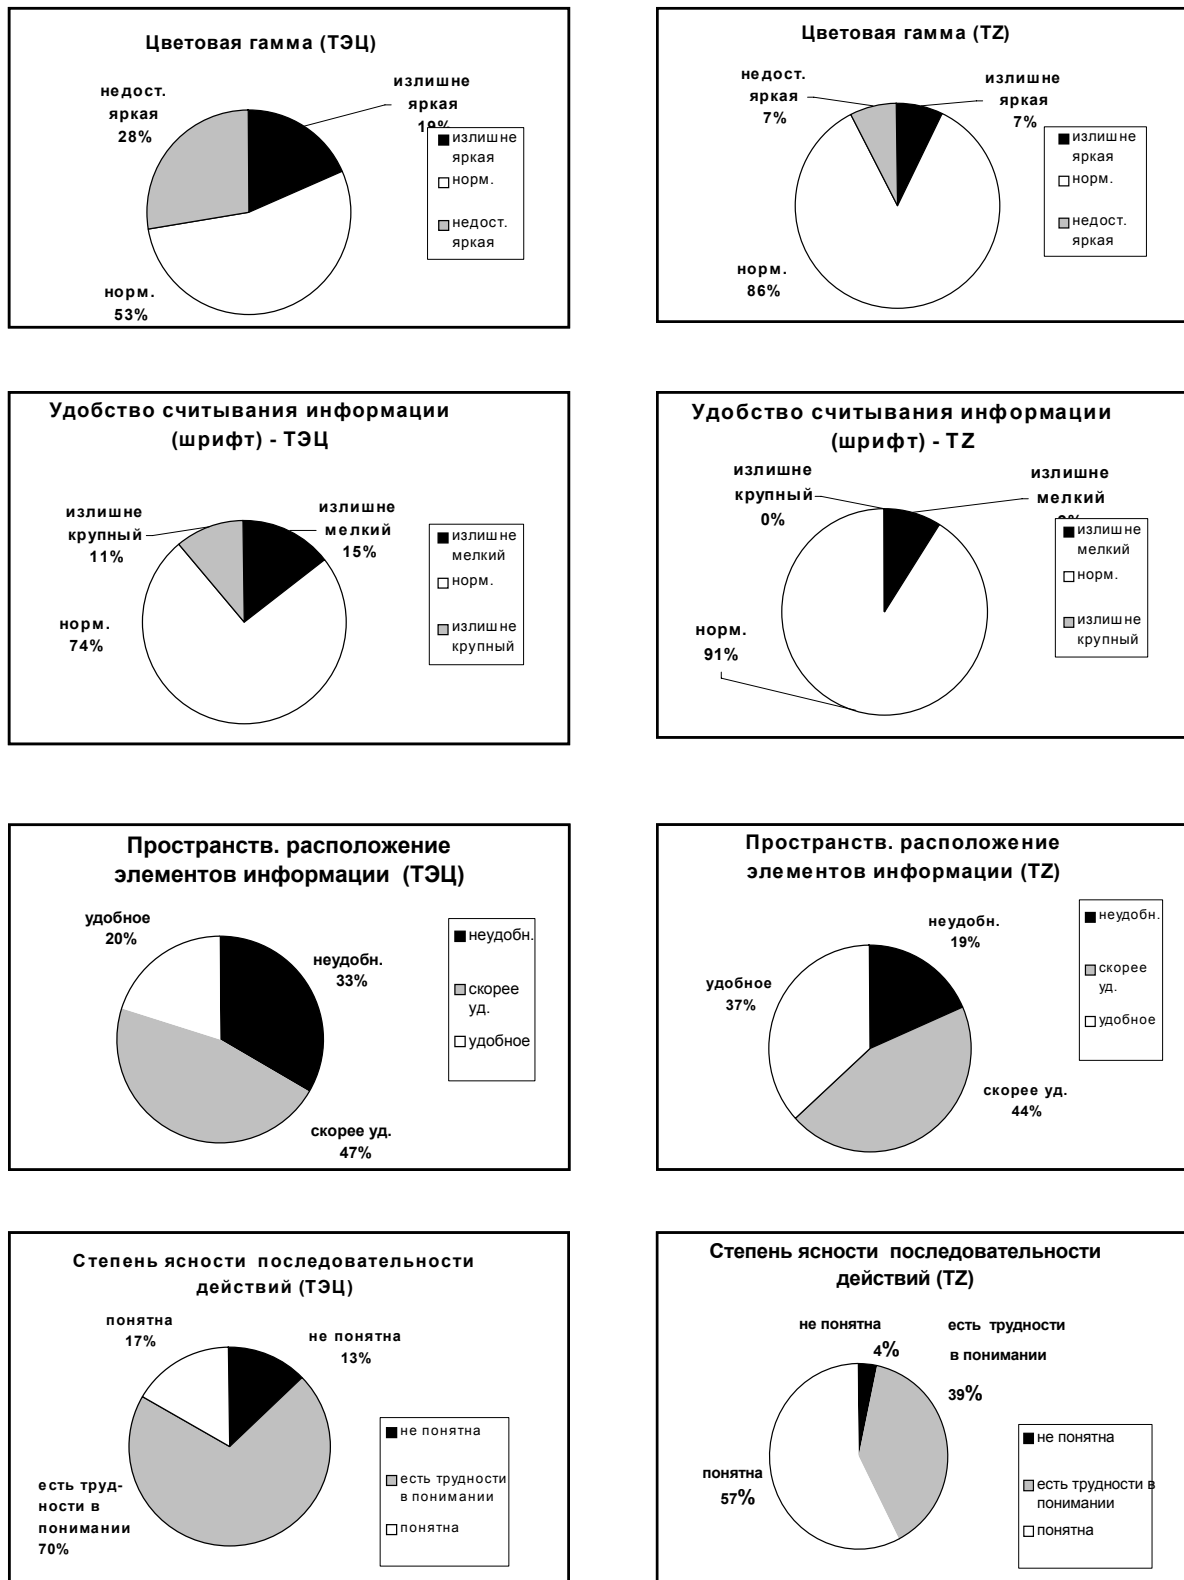 Цветовая гамма (ТЭЦ)
недост.
яркая
28%
излишне
яркая
19%
норм.
53%
излишне
яркая
норм.
недост.
яркая
Цветовая гамма (TZ)
недост.
яркая
7%
излишне
яркая
7%
норм.
86%
излишне
яркая
норм.
недост.
яркая
Удобство считывания информации
(шрифт) - ТЭЦ
излишне
крупный
11%
излишне
мелкий
15%
норм.
74%
излишне
мелкий
норм.
излишне
крупный
Удобство считывания информации
(шрифт) - TZ
излишне
крупный
0%
излишне
мелкий
норм.
91%
излишне
мелкий
норм.
излишне
крупный
Пространств. расположение
элементов информации (ТЭЦ)
удобное
20%
неудобн.
33%
скорее уд.
47%
неудобн.
скорее
уд.
удобное
Пространств. расположение
элементов информации (TZ)
неудобн.
19%
удобное
37%
скорее уд.
44%
неудобн.
скорее
уд.
удобное
Степень ясности последовательности
действий (ТЭЦ)
понятна
17%
не понятна
13%
есть труд-
ности в
понимании
70%
не понятна
есть трудности
в понимании
понятна
Степень ясности последовательности
действий (TZ)
не понятна
4%
есть трудности
в понимании
39%
понятна
57%
не понятна
есть трудности в
понимании
понятна